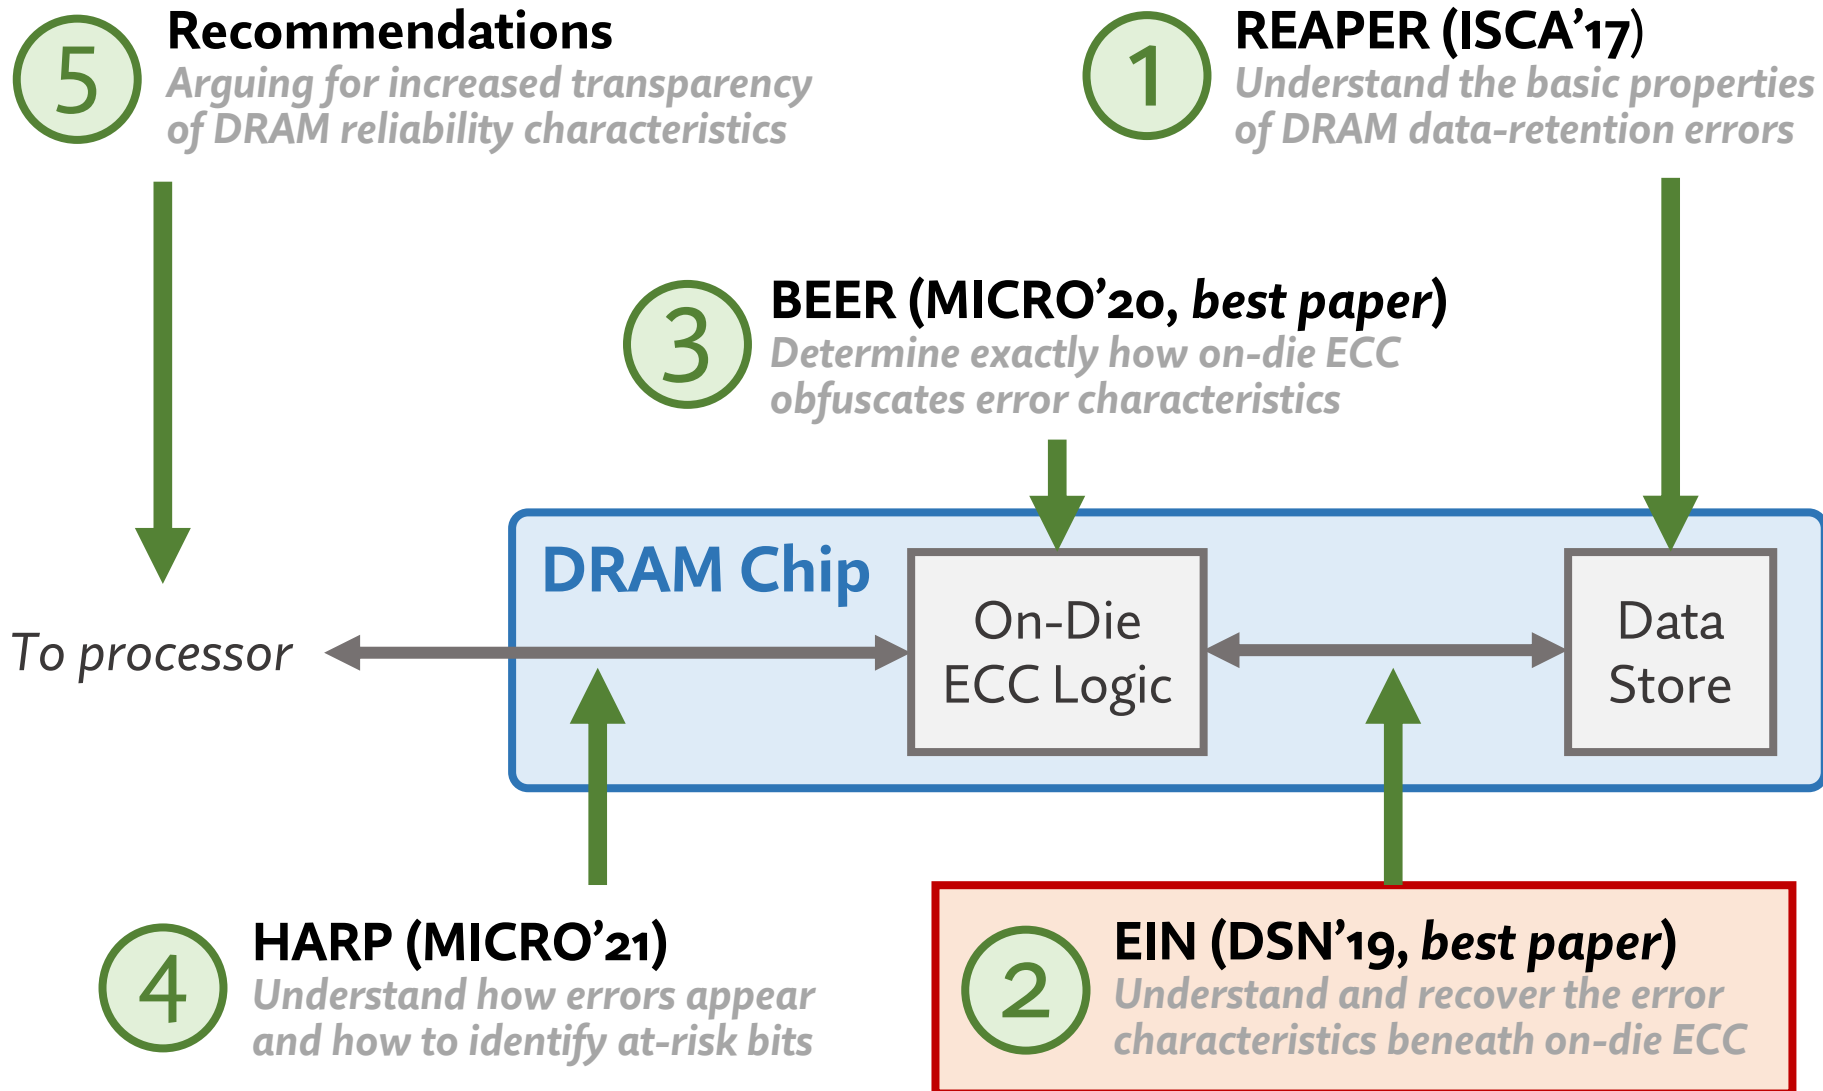 5
Recommendations
Arguing for increased transparency
of DRAM reliability characteristics
1
REAPER (ISCA’17)
Understand the basic properties
of DRAM data-retention errors
3
BEER (MICRO’20, best paper)
Determine exactly how on-die ECC
obfuscates error characteristics
DRAM Chip
To processor
On-Die
ECC Logic
Data
Store
4
HARP (MICRO’21)
Understand how errors appear
and how to identify at-risk bits
2
EIN (DSN’19, best paper)
Understand and recover the error
characteristics beneath on-die ECC